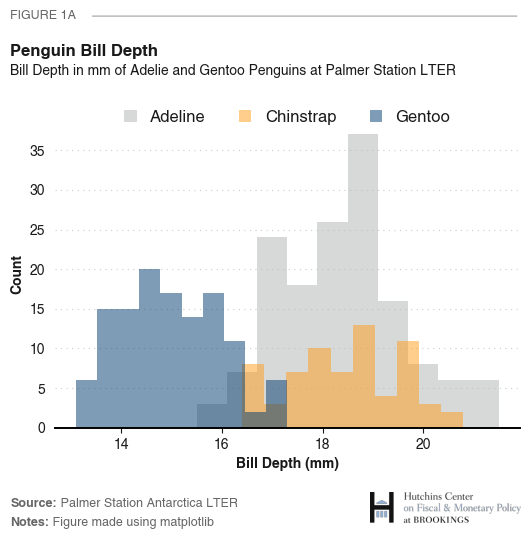 FIGURE 1A
Penguin Bill Depth
Bill Depth in mm of Adelie and Gentoo Penguins at Palmer Station LTER
Adeline Chinstrap Gentoo
35
30
25
20
15
10
5
0
Count
14 16 18 20
Bill Depth (mm)
Source: Palmer Station Antarctica LTER
Notes: Figure made using matplotlib
Hutchins Center
on Fiscal & Monetary Policy
at BROOKINGS